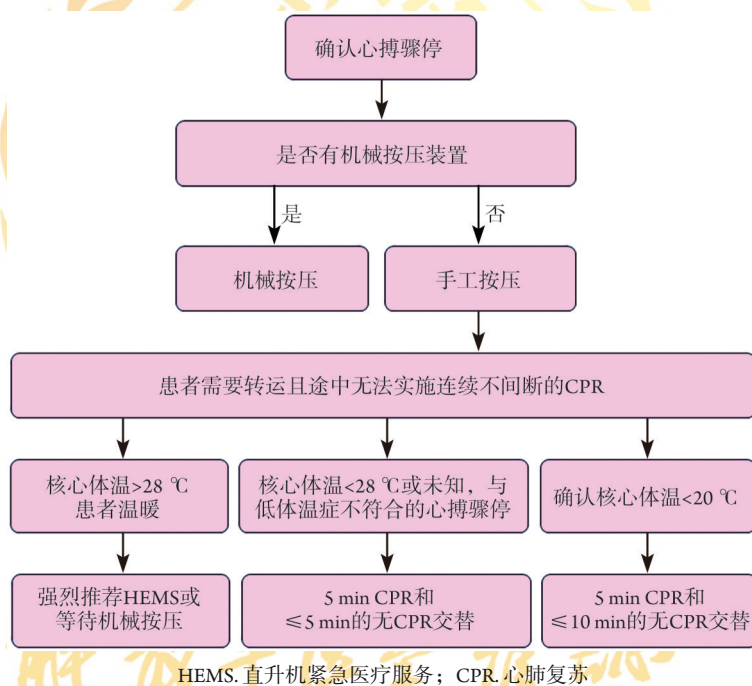 确认心搏骤停
是否有机械按压装置
是
否
机械按压
手工按压
患者需要转运且途中无法实施连续不间断的CPR
核心体温>28 ℃
患者温暖
核心体温<28 ℃或未知，与
低体温症不符合的心搏骤停
确认核心体温<20 ℃
强烈推荐HEMS或
等待机械按压
5 min CPR和
≤5 min的无CPR交替
5 min CPR和
≤10 min的无CPR交替
HEMS. 直升机紧急医疗服务；CPR. 心肺复苏